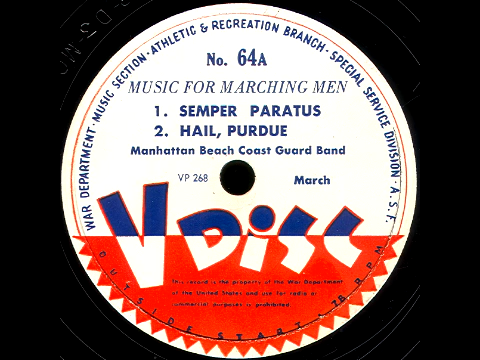 WAR DEPARTMENT · MUSIC SECTION · ATHLETIC & RECREATION BRANCH · SPECIAL SERVICE DIVISION · A.S.F.
No. 64A
MUSIC FOR MARCHING MEN
1. SEMPER PARATUS
2. HAIL, PURDUE
Manhattan Beach Coast Guard Band
VP 268 March
V DISC
This record is the property of the War Department
of the United States and use for radio or
commercial purposes is prohibited.
OUTSIDE START · 78 RPM